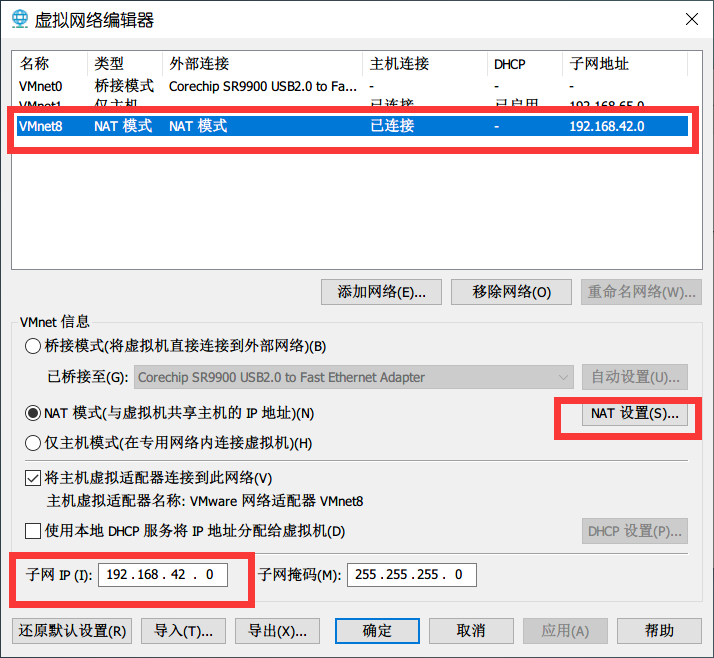 虚拟网络编辑器
名称 类型 外部连接 主机连接 DHCP 子网地址
VMnet0 桥接模式 Corechip SR9900 USB2.0 to Fa... - - -
VMnet1 仅主机 已连接 已启用 192.168.65.0
VMnet8 NAT 模式 NAT 模式 已连接 - 192.168.42.0
添加网络(E)... 移除网络(O) 重命名网络(W)...
VMnet 信息
桥接模式(将虚拟机直接连接到外部网络)(B)
已桥接至(G): Corechip SR9900 USB2.0 to Fast Ethernet Adapter 自动设置(U)...
NAT 模式(与虚拟机共享主机的 IP 地址)(N) NAT 设置(S)...
仅主机模式(在专用网络内连接虚拟机)(H)
将主机虚拟适配器连接到此网络(V)
主机虚拟适配器名称: VMware 网络适配器 VMnet8
使用本地 DHCP 服务将 IP 地址分配给虚拟机(D) DHCP 设置(P)...
子网 IP (I): 192.168. 42 . 0 子网掩码(M): 255.255.255. 0
还原默认设置(R) 导入(T)... 导出(X)... 确定 取消 应用(A) 帮助